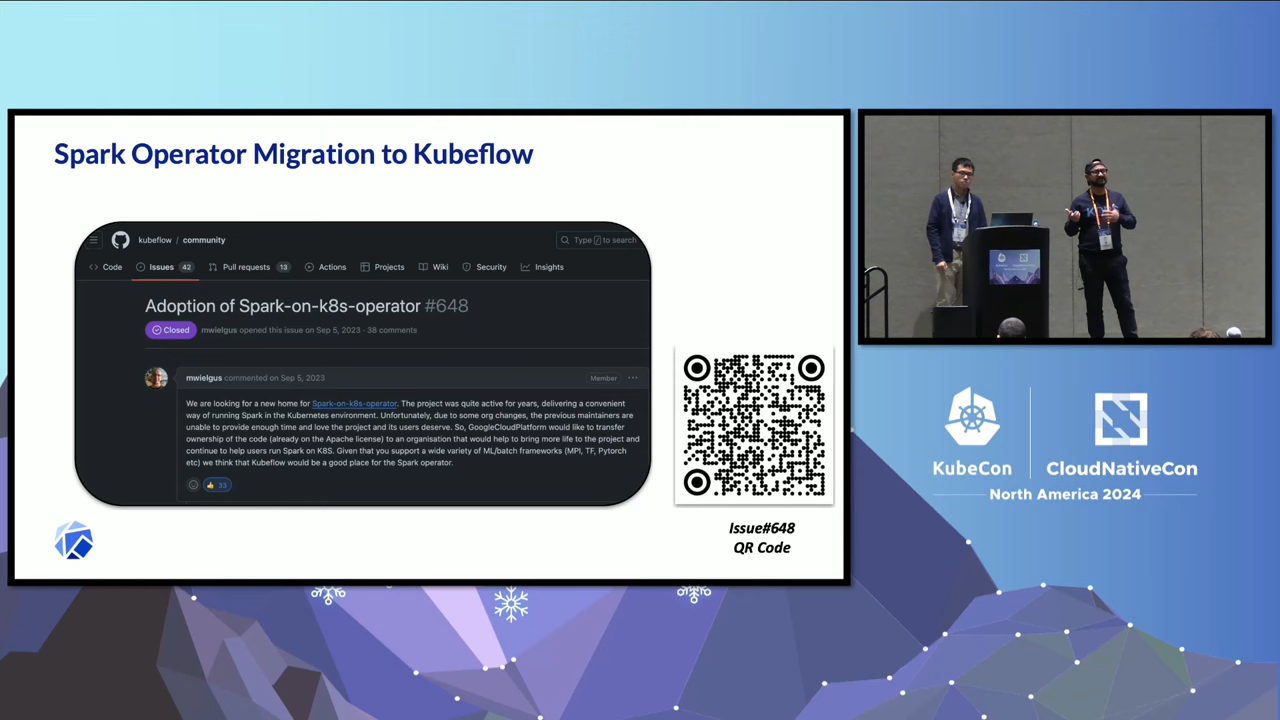 Spark Operator Migration to Kubeflow
kubeflow / community
Type / to search
Code
Issues 42
Pull requests 13
Actions
Projects
Wiki
Security
Insights
Adoption of Spark-on-k8s-operator #648
Closed
mwielgus opened this issue on Sep 5, 2023 · 38 comments
mwielgus commented on Sep 5, 2023
Member
We are looking for a new home for Spark-on-k8s-operator. The project was quite active for years, delivering a convenient
way of running Spark in the Kubernetes environment. Unfortunately, due to some org changes, the previous maintainers are
unable to provide enough time and love the project and its users deserve. So, GoogleCloudPlatform would like to transfer
ownership of the code (already on the Apache license) to an organisation that would help to bring more life to the project and
continue to help users run Spark on K8S. Given that you support a wide variety of ML/batch frameworks (MPI, TF, Pytorch
etc) we think that Kubeflow would be a good place for the Spark operator.
33
Issue#648
QR Code
KubeCon
CloudNativeCon
North America 2024